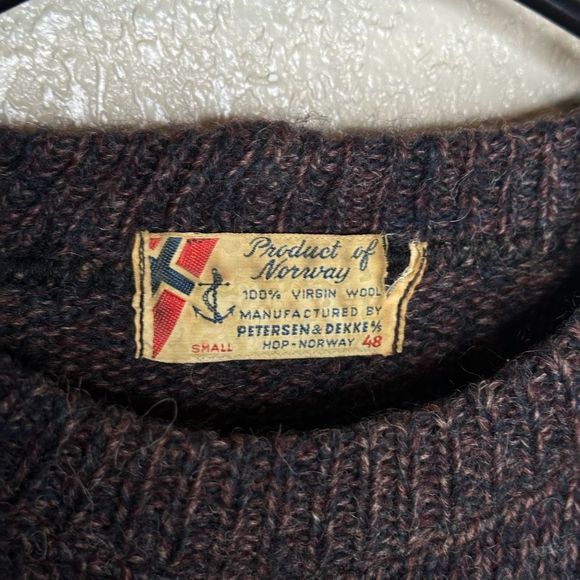 Product of
Norway
100% VIRGIN WOOL
MANUFACTURED BY
PETERSEN & DEKKE A/S
SMALL HOP-NORWAY 48